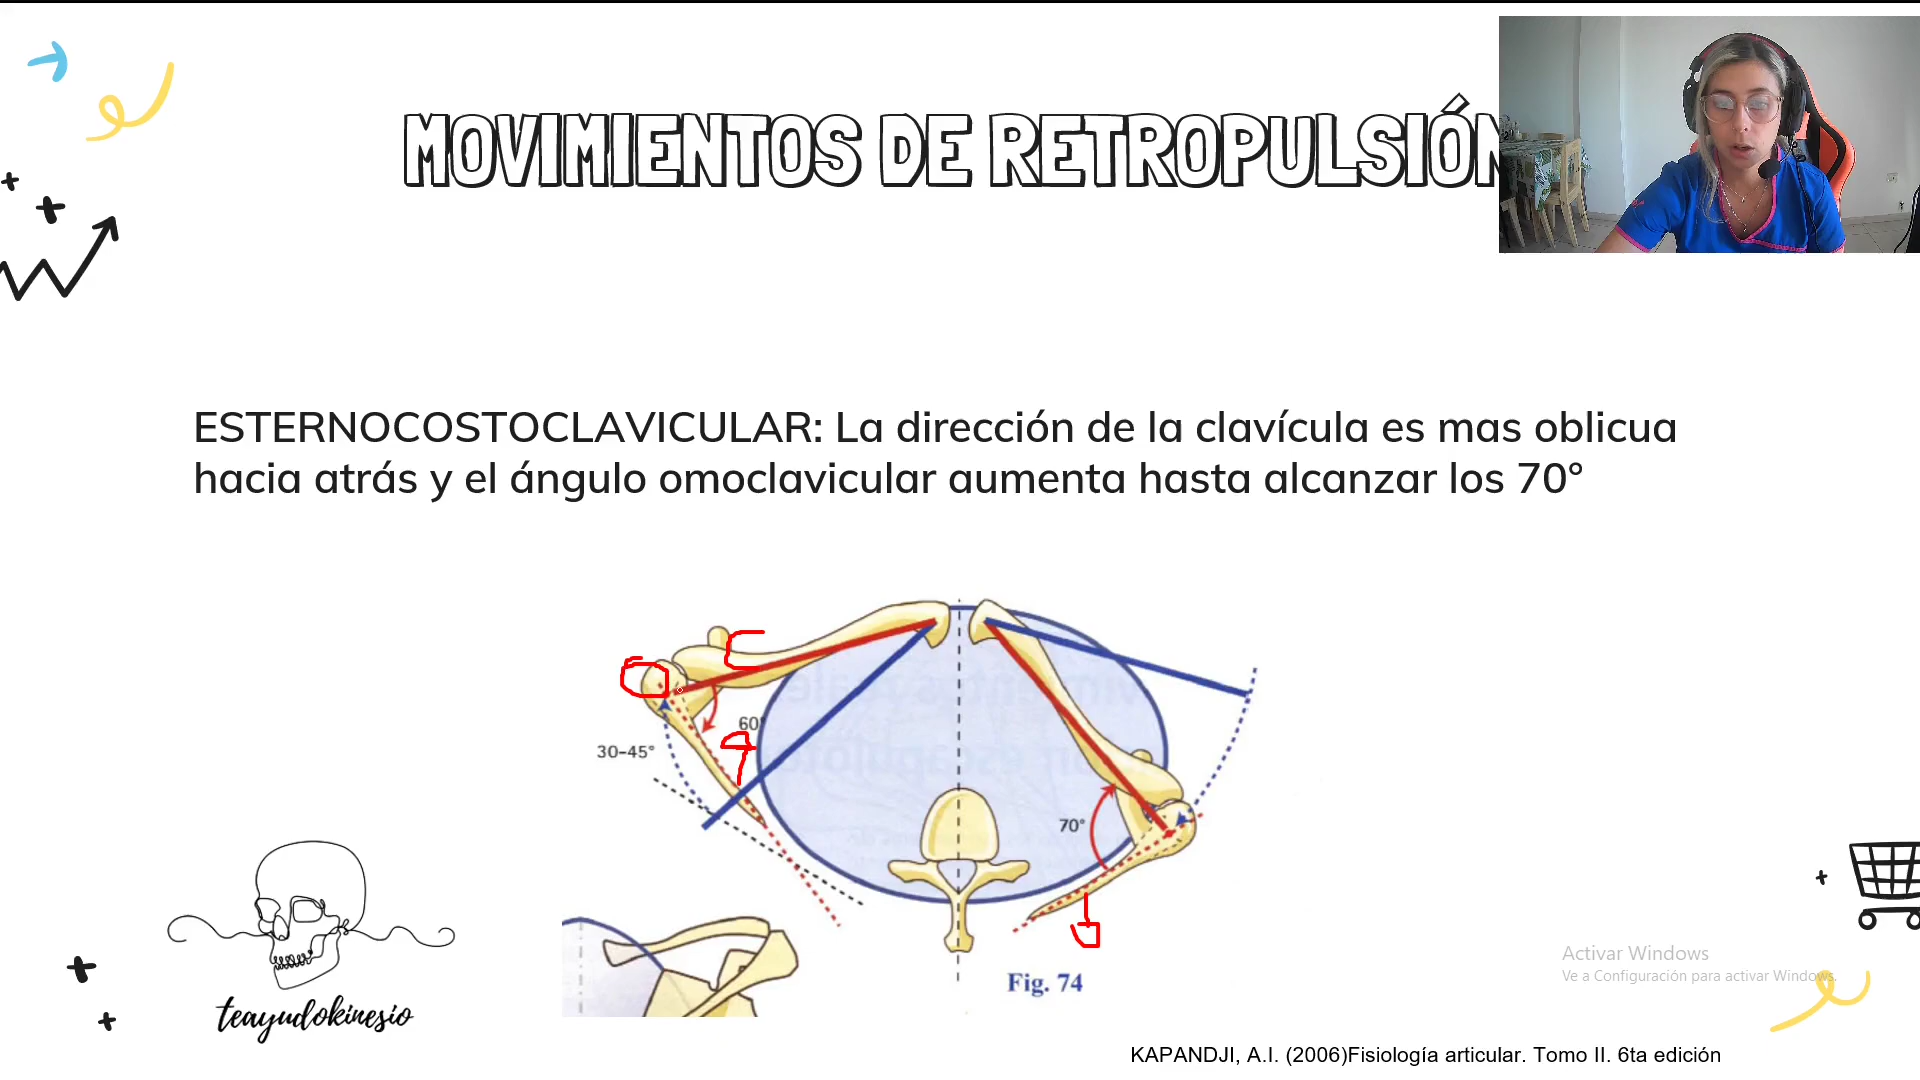 MOVIMIENTOS DE RETROPULSIÓN
ESTERNOCOSTOCLAVICULAR: La dirección de la clavícula es mas oblicua
hacia atrás y el ángulo omoclavicular aumenta hasta alcanzar los 70°
60°
30-45°
70°
Fig. 74
teayudokinesio
Activar Windows
Ve a Configuración para activar Windows.
KAPANDJI, A.I. (2006)Fisiología articular. Tomo II. 6ta edición